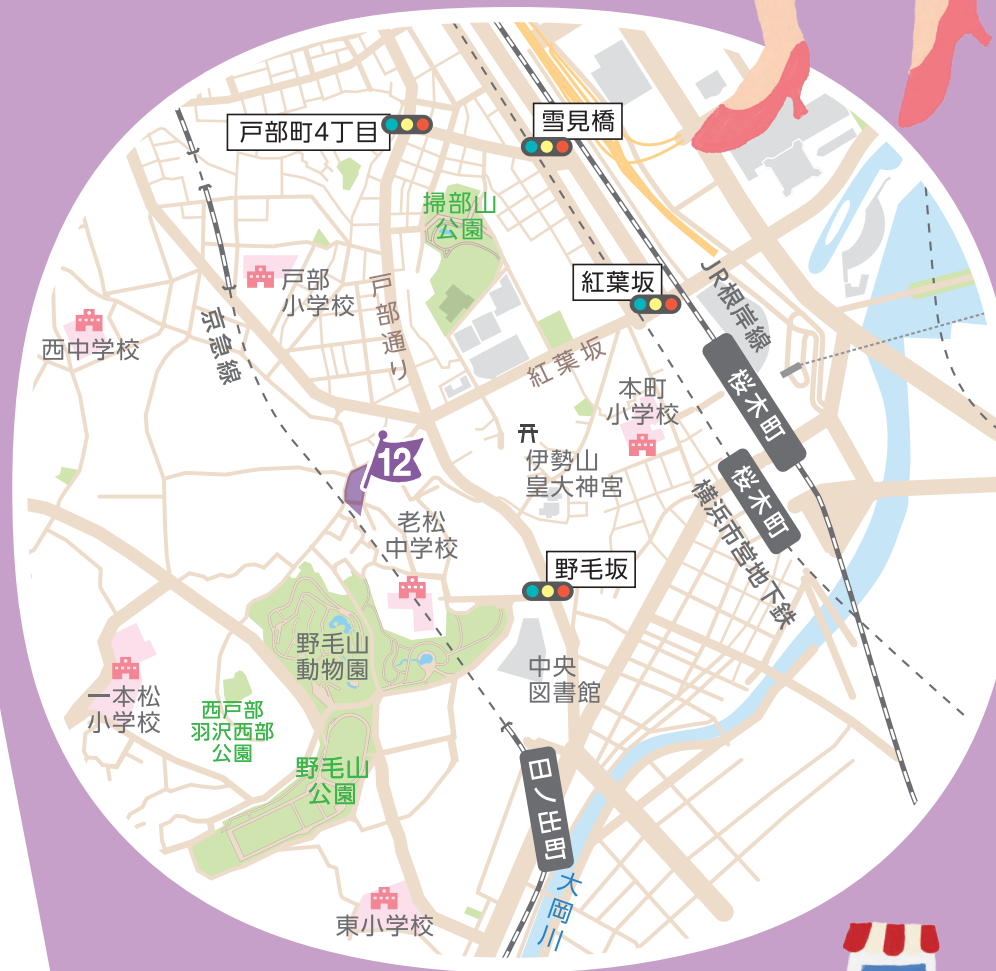 戸部町4丁目
雪見橋
掃部山
公園
紅葉坂
戸部
小学校
戸部通り
JR根岸線
西中学校
京急線
紅葉坂
桜木町
本町
小学校
12
伊勢山
皇大神宮
桜木町
横浜市営地下鉄
老松
中学校
野毛坂
野毛山
動物園
中央
図書館
一本松
小学校
西戸部
羽沢西部
公園
野毛山
公園
日ノ出町
大岡川
東小学校